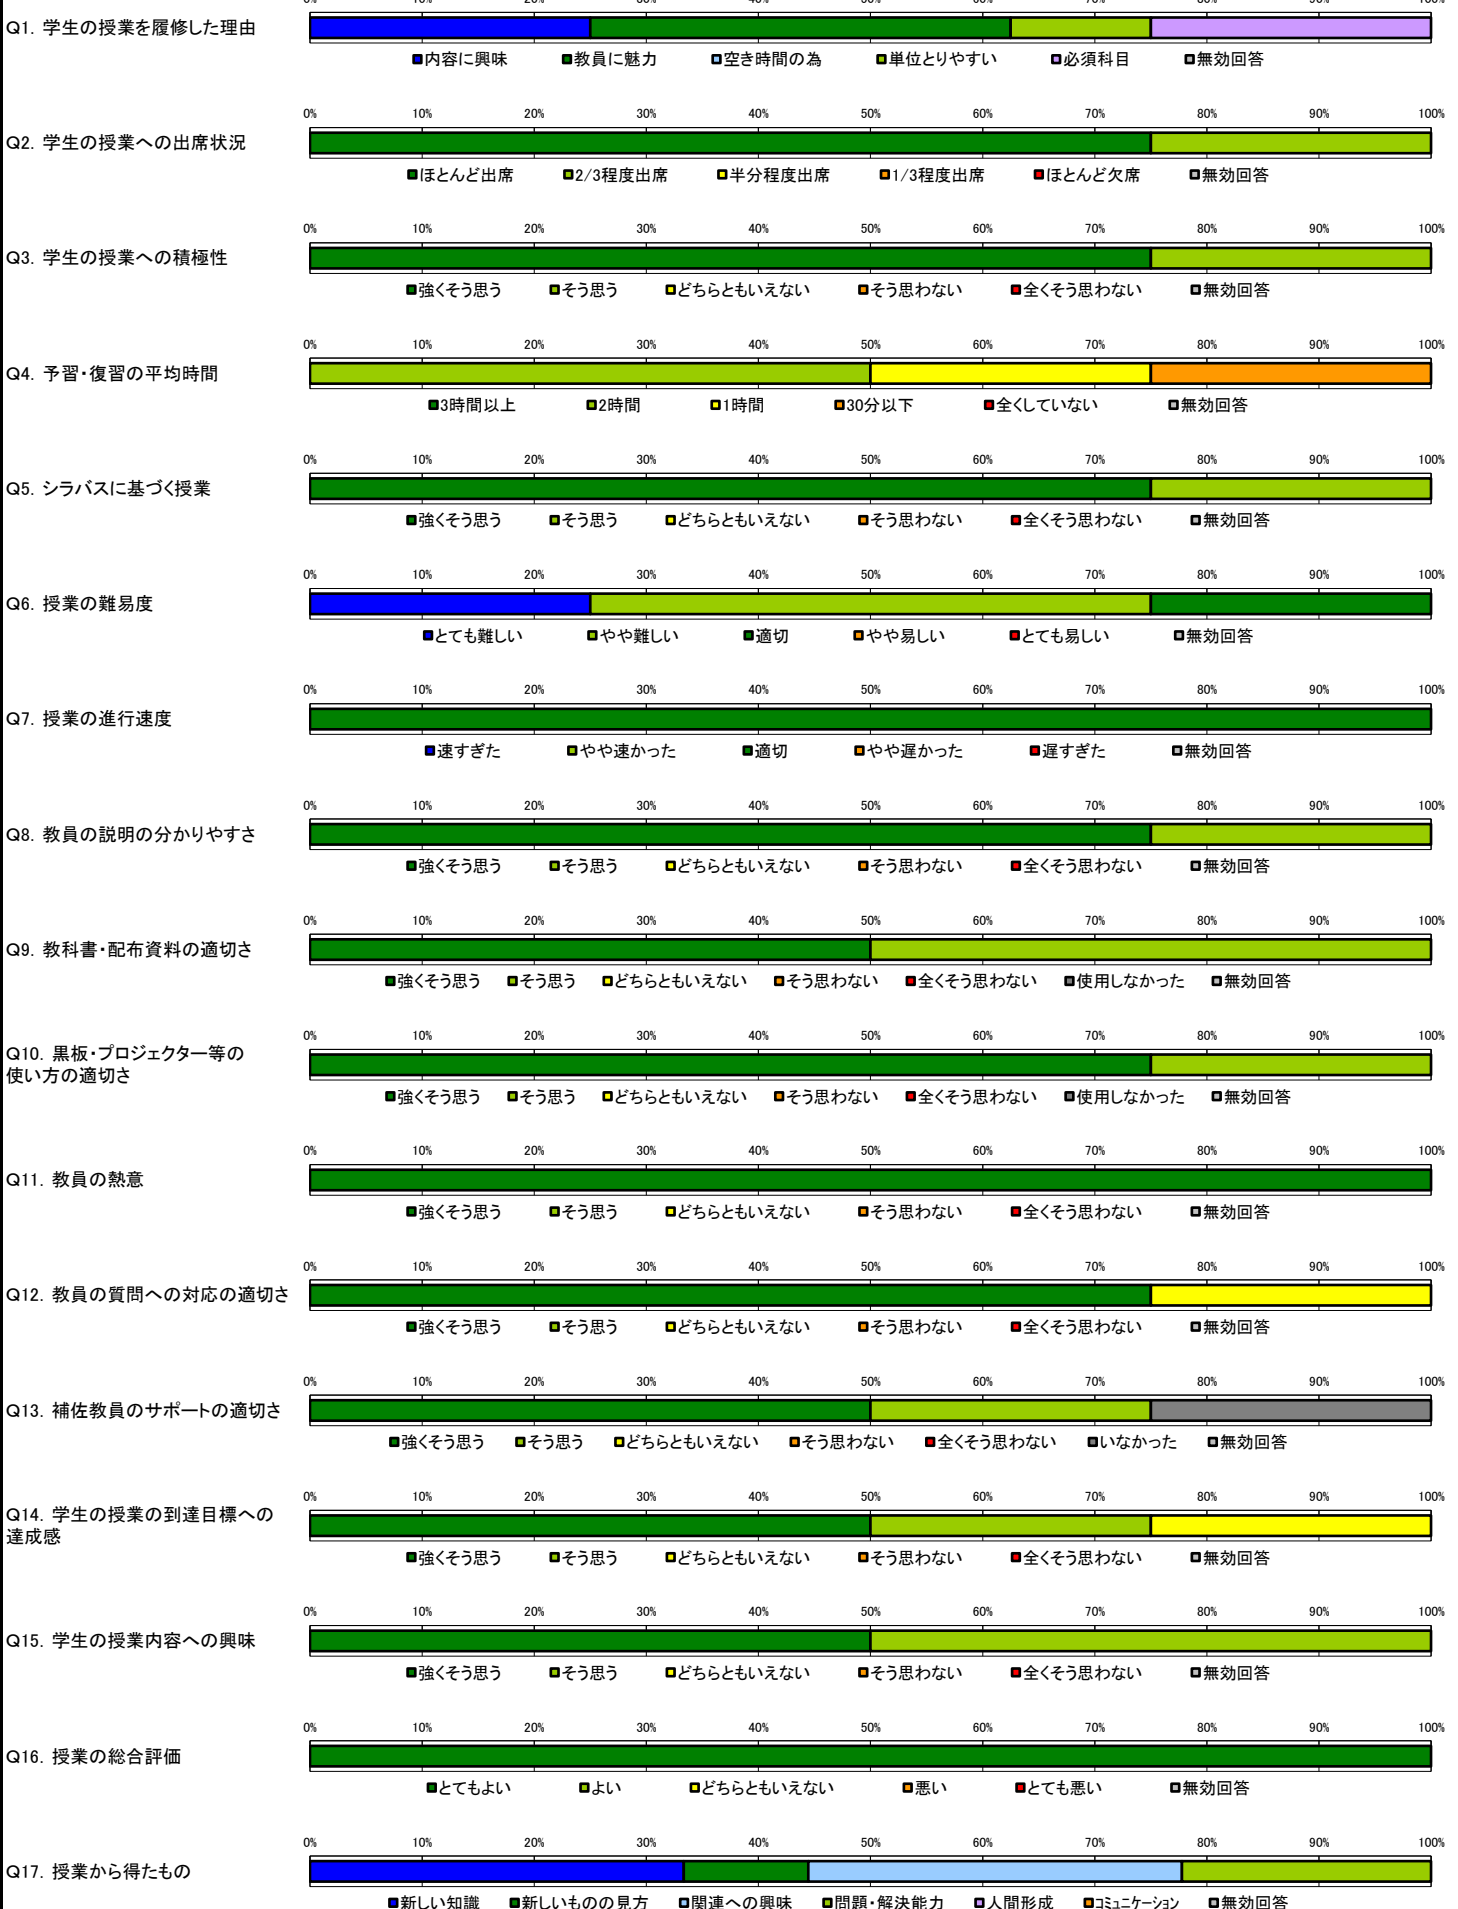 Q1. 学生の授業を履修した理由
内容に興味 教員に魅力 空き時間の為 単位とりやすい 必須科目 無効回答
0% 10% 20% 30% 40% 50% 60% 70% 80% 90% 100%
Q2. 学生の授業への出席状況
ほとんど出席 2/3程度出席 半分程度出席 1/3程度出席 ほとんど欠席 無効回答
0% 10% 20% 30% 40% 50% 60% 70% 80% 90% 100%
Q3. 学生の授業への積極性
強くそう思う そう思う どちらともいえない そう思わない 全くそう思わない 無効回答
0% 10% 20% 30% 40% 50% 60% 70% 80% 90% 100%
Q4. 予習・復習の平均時間
3時間以上 2時間 1時間 30分以下 全くしていない 無効回答
0% 10% 20% 30% 40% 50% 60% 70% 80% 90% 100%
Q5. シラバスに基づく授業
強くそう思う そう思う どちらともいえない そう思わない 全くそう思わない 無効回答
0% 10% 20% 30% 40% 50% 60% 70% 80% 90% 100%
Q6. 授業の難易度
とても難しい やや難しい 適切 やや易しい とても易しい 無効回答
0% 10% 20% 30% 40% 50% 60% 70% 80% 90% 100%
Q7. 授業の進行速度
速すぎた やや速かった 適切 やや遅かった 遅すぎた 無効回答
0% 10% 20% 30% 40% 50% 60% 70% 80% 90% 100%
Q8. 教員の説明の分かりやすさ
強くそう思う そう思う どちらともいえない そう思わない 全くそう思わない 無効回答
0% 10% 20% 30% 40% 50% 60% 70% 80% 90% 100%
Q9. 教科書・配布資料の適切さ
強くそう思う そう思う どちらともいえない そう思わない 全くそう思わない 使用しなかった 無効回答
0% 10% 20% 30% 40% 50% 60% 70% 80% 90% 100%
Q10. 黒板・プロジェクター等の
使い方の適切さ
強くそう思う そう思う どちらともいえない そう思わない 全くそう思わない 使用しなかった 無効回答
0% 10% 20% 30% 40% 50% 60% 70% 80% 90% 100%
Q11. 教員の熱意
強くそう思う そう思う どちらともいえない そう思わない 全くそう思わない 無効回答
0% 10% 20% 30% 40% 50% 60% 70% 80% 90% 100%
Q12. 教員の質問への対応の適切さ
強くそう思う そう思う どちらともいえない そう思わない 全くそう思わない 無効回答
0% 10% 20% 30% 40% 50% 60% 70% 80% 90% 100%
Q13. 補佐教員のサポートの適切さ
強くそう思う そう思う どちらともいえない そう思わない 全くそう思わない いなかった 無効回答
0% 10% 20% 30% 40% 50% 60% 70% 80% 90% 100%
Q14. 学生の授業の到達目標への
達成感
強くそう思う そう思う どちらともいえない そう思わない 全くそう思わない 無効回答
0% 10% 20% 30% 40% 50% 60% 70% 80% 90% 100%
Q15. 学生の授業内容への興味
強くそう思う そう思う どちらともいえない そう思わない 全くそう思わない 無効回答
0% 10% 20% 30% 40% 50% 60% 70% 80% 90% 100%
Q16. 授業の総合評価
とてもよい よい どちらともいえない 悪い とても悪い 無効回答
0% 10% 20% 30% 40% 50% 60% 70% 80% 90% 100%
Q17. 授業から得たもの
新しい知識 新しいものの見方 関連への興味 問題・解決能力 人間形成 コミュニケーション 無効回答